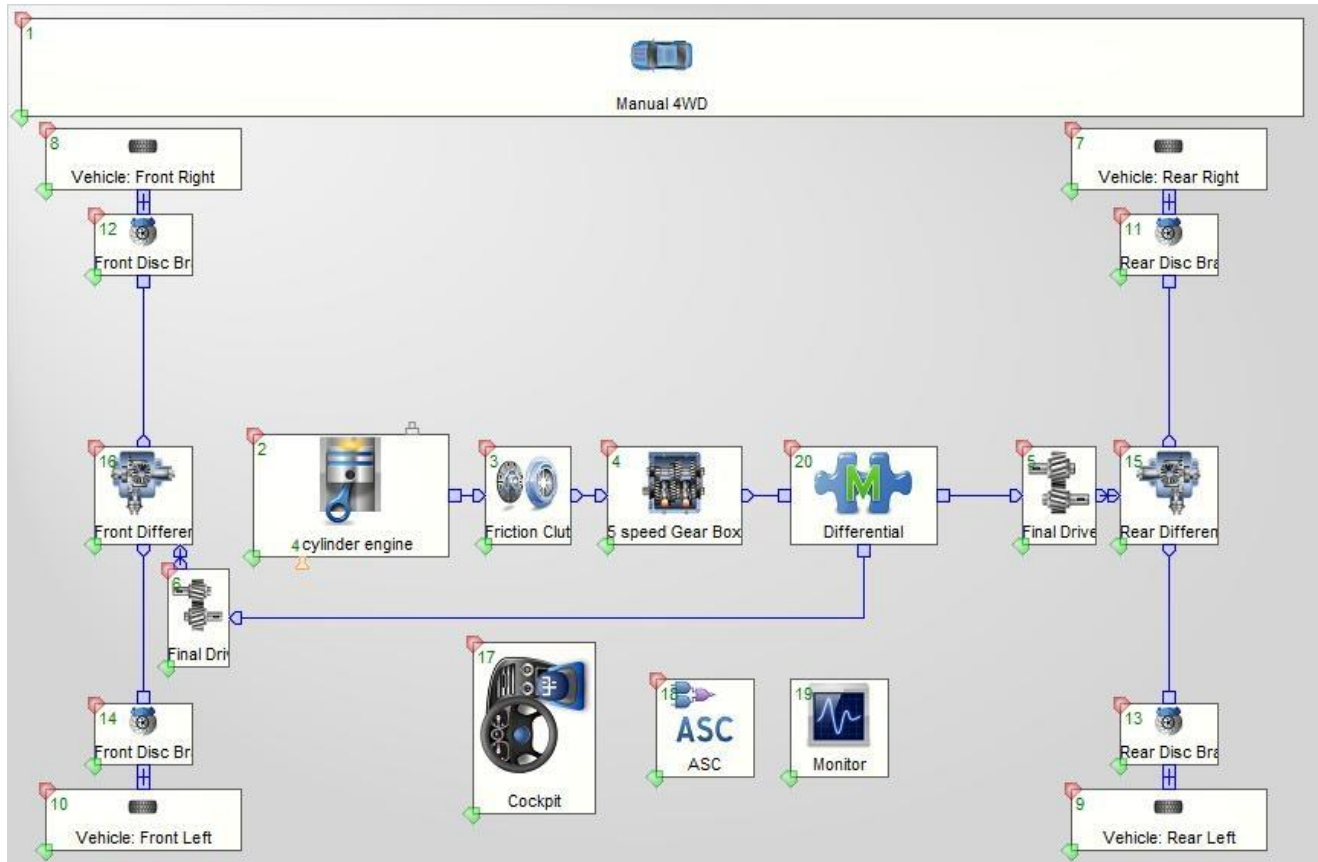 1
Manual 4WD
8
Vehicle: Front Right
7
Vehicle: Rear Right
12
Front Disc Br
11
Rear Disc Bra
16
Front Differen
2
4 cylinder engine
3
Friction Clut
4
5 speed Gear Box
20
M
Differential
5
Final Drive
15
Rear Differen
6
Final Driv
17
Cockpit
18
ASC
ASC
19
Monitor
14
Front Disc Br
13
Rear Disc Bra
10
Vehicle: Front Left
9
Vehicle: Rear Left